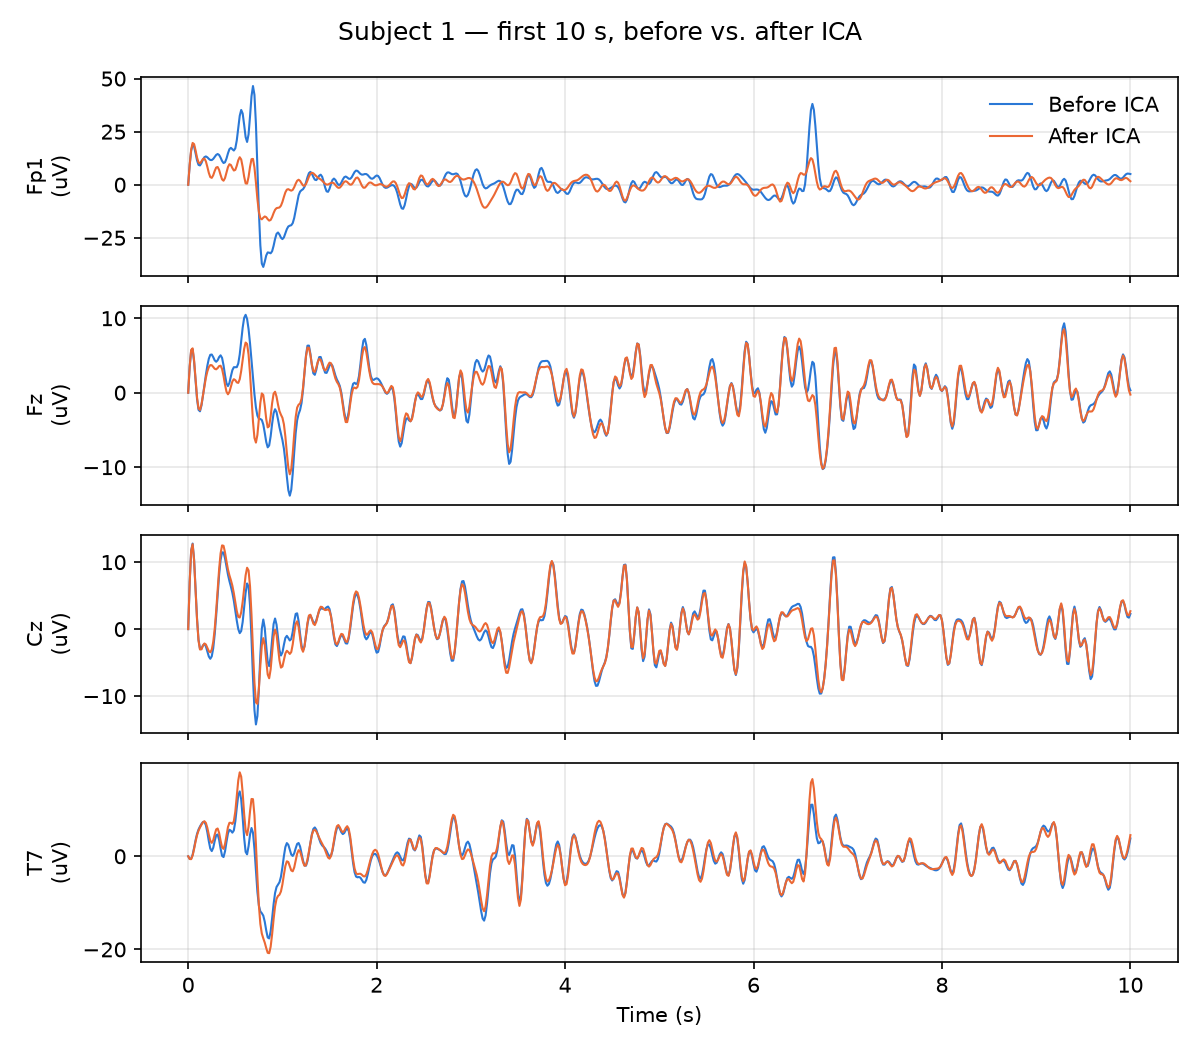 Subject 1 — first 10 s, before vs. after ICA
50
25
0
−25
Fp1
(uV)
Before ICA
After ICA
10
0
−10
Fz
(uV)
10
0
−10
Cz
(uV)
0
−20
T7
(uV)
0 2 4 6 8 10
Time (s)